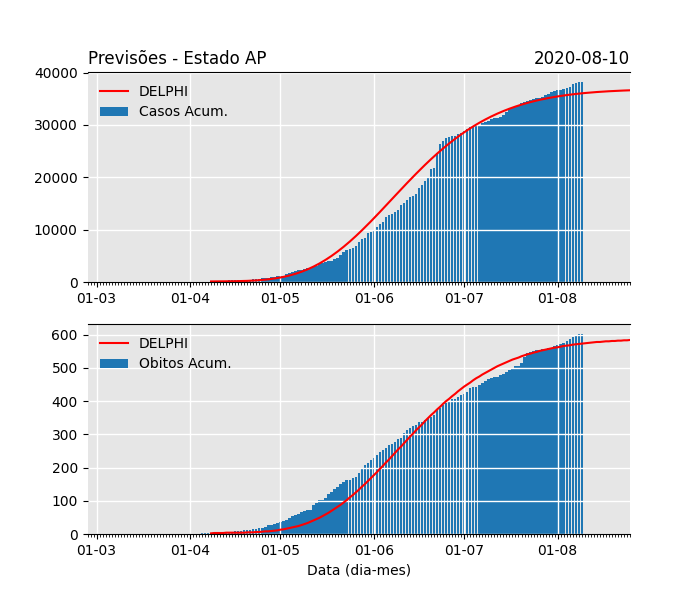 Previsões - Estado AP
2020-08-10
40000
30000
20000
10000
0
DELPHI
Casos Acum.
01-03 01-04 01-05 01-06 01-07 01-08
600
500
400
300
200
100
0
DELPHI
Obitos Acum.
01-03 01-04 01-05 01-06 01-07 01-08
Data (dia-mes)